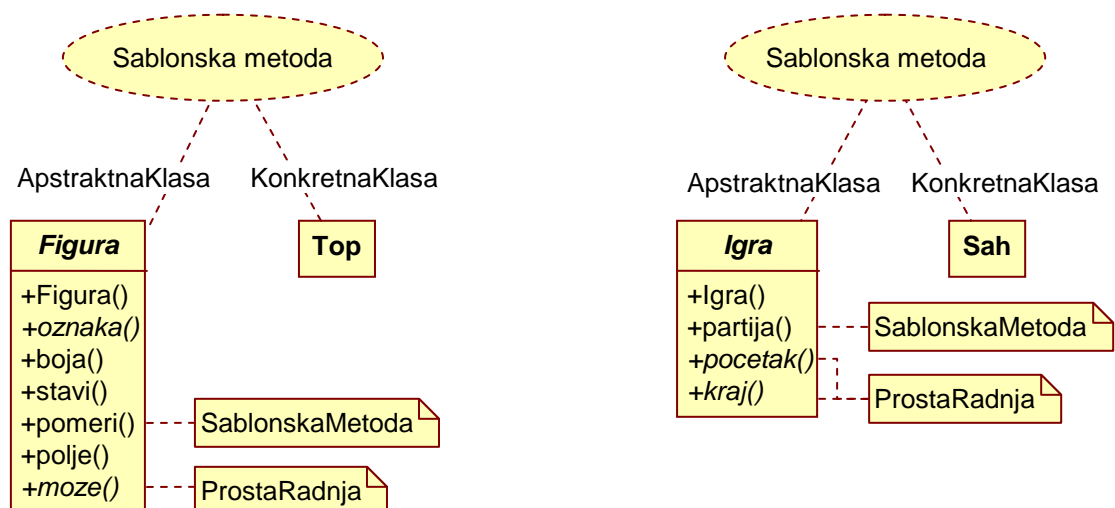 Sablonska metoda
ApstraktnaKlasa
KonkretnaKlasa
Figura
Top
+Figura()
+oznaka()
+boja()
+stavi()
+pomeri()
SablonskaMetoda
+polje()
+moze()
ProstaRadnja
Sablonska metoda
ApstraktnaKlasa
KonkretnaKlasa
Igra
Sah
+Igra()
+partija()
SablonskaMetoda
+pocetak()
+kraj()
ProstaRadnja